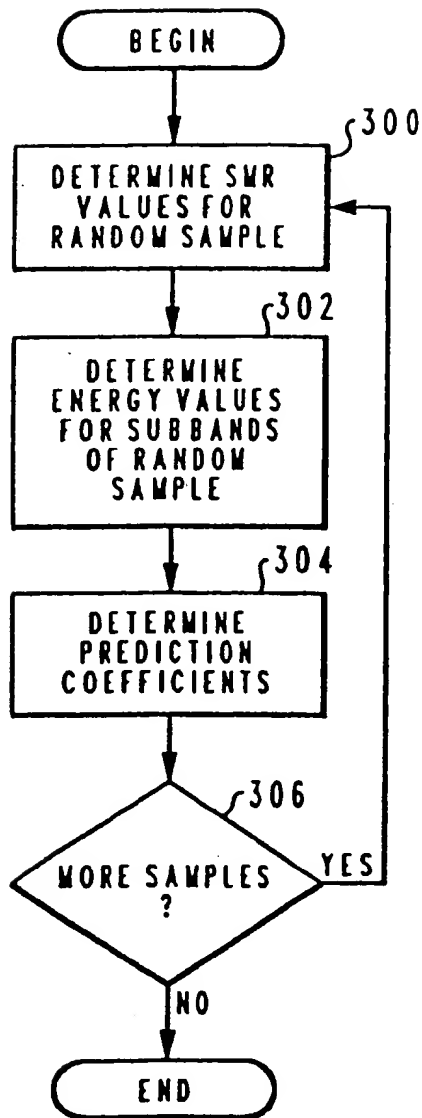 BEGIN
300
DETERMINE SMR
VALUES FOR
RANDOM SAMPLE
302
DETERMINE
ENERGY VALUES
FOR SUBBANDS
OF RANDOM
SAMPLE
304
DETERMINE
PREDICTION
COEFFICIENTS
306
MORE SAMPLES
?
YES
NO
END